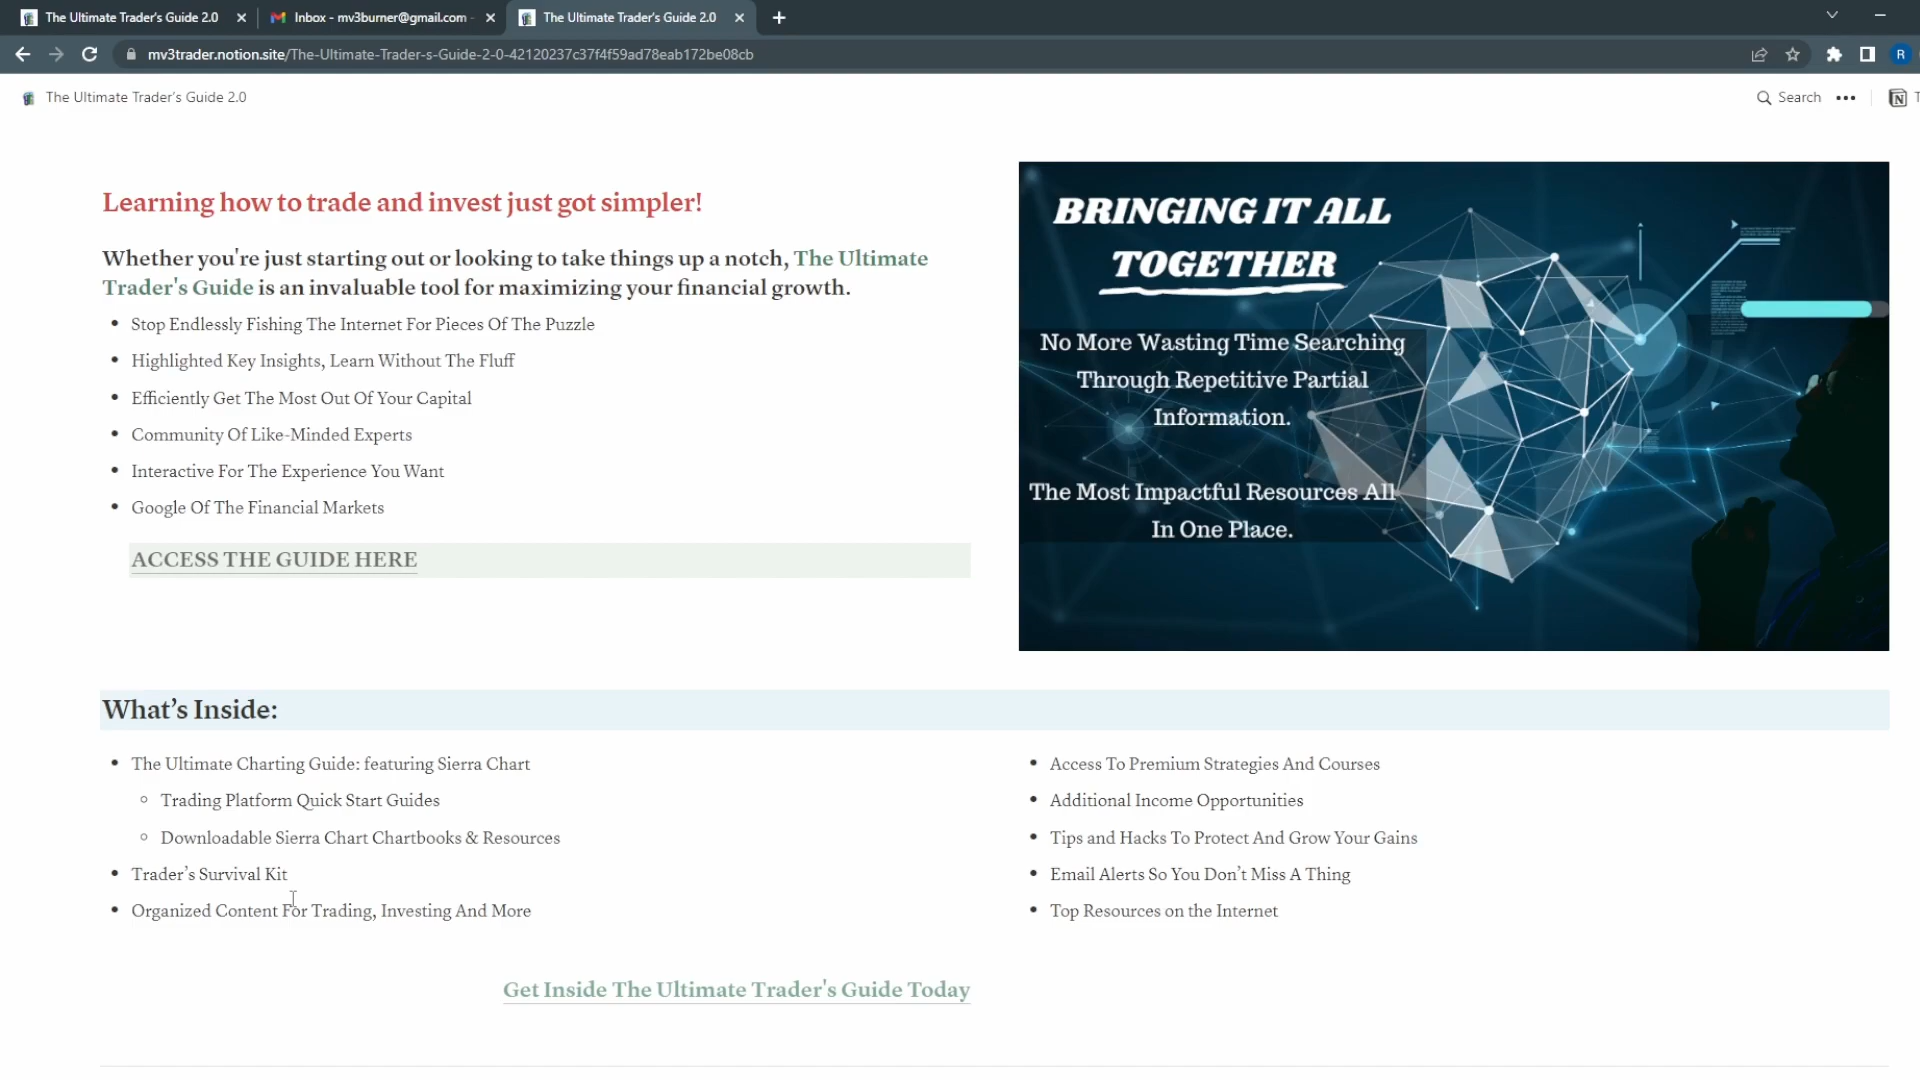 The Ultimate Trader's Guide 2.0
Inbox - mv3burner@gmail.com -
The Ultimate Trader's Guide 2.0
mv3trader.notion.site/The-Ultimate-Trader-s-Guide-2-0-42120237c37f4f59ad78eab172be08cb
R
The Ultimate Trader's Guide 2.0
Search
T
Learning how to trade and invest just got simpler!
Whether you're just starting out or looking to take things up a notch, The Ultimate
Trader's Guide is an invaluable tool for maximizing your financial growth.
• Stop Endlessly Fishing The Internet For Pieces Of The Puzzle
• Highlighted Key Insights, Learn Without The Fluff
• Efficiently Get The Most Out Of Your Capital
• Community Of Like-Minded Experts
• Interactive For The Experience You Want
• Google Of The Financial Markets
ACCESS THE GUIDE HERE
BRINGING IT ALL
TOGETHER
No More Wasting Time Searching
Through Repetitive Partial
Information.
The Most Impactful Resources All
In One Place.
What's Inside:
• The Ultimate Charting Guide: featuring Sierra Chart
◦ Trading Platform Quick Start Guides
◦ Downloadable Sierra Chart Chartbooks & Resources
• Trader's Survival Kit
• Organized Content For Trading, Investing And More
• Access To Premium Strategies And Courses
• Additional Income Opportunities
• Tips and Hacks To Protect And Grow Your Gains
• Email Alerts So You Don't Miss A Thing
• Top Resources on the Internet
Get Inside The Ultimate Trader's Guide Today